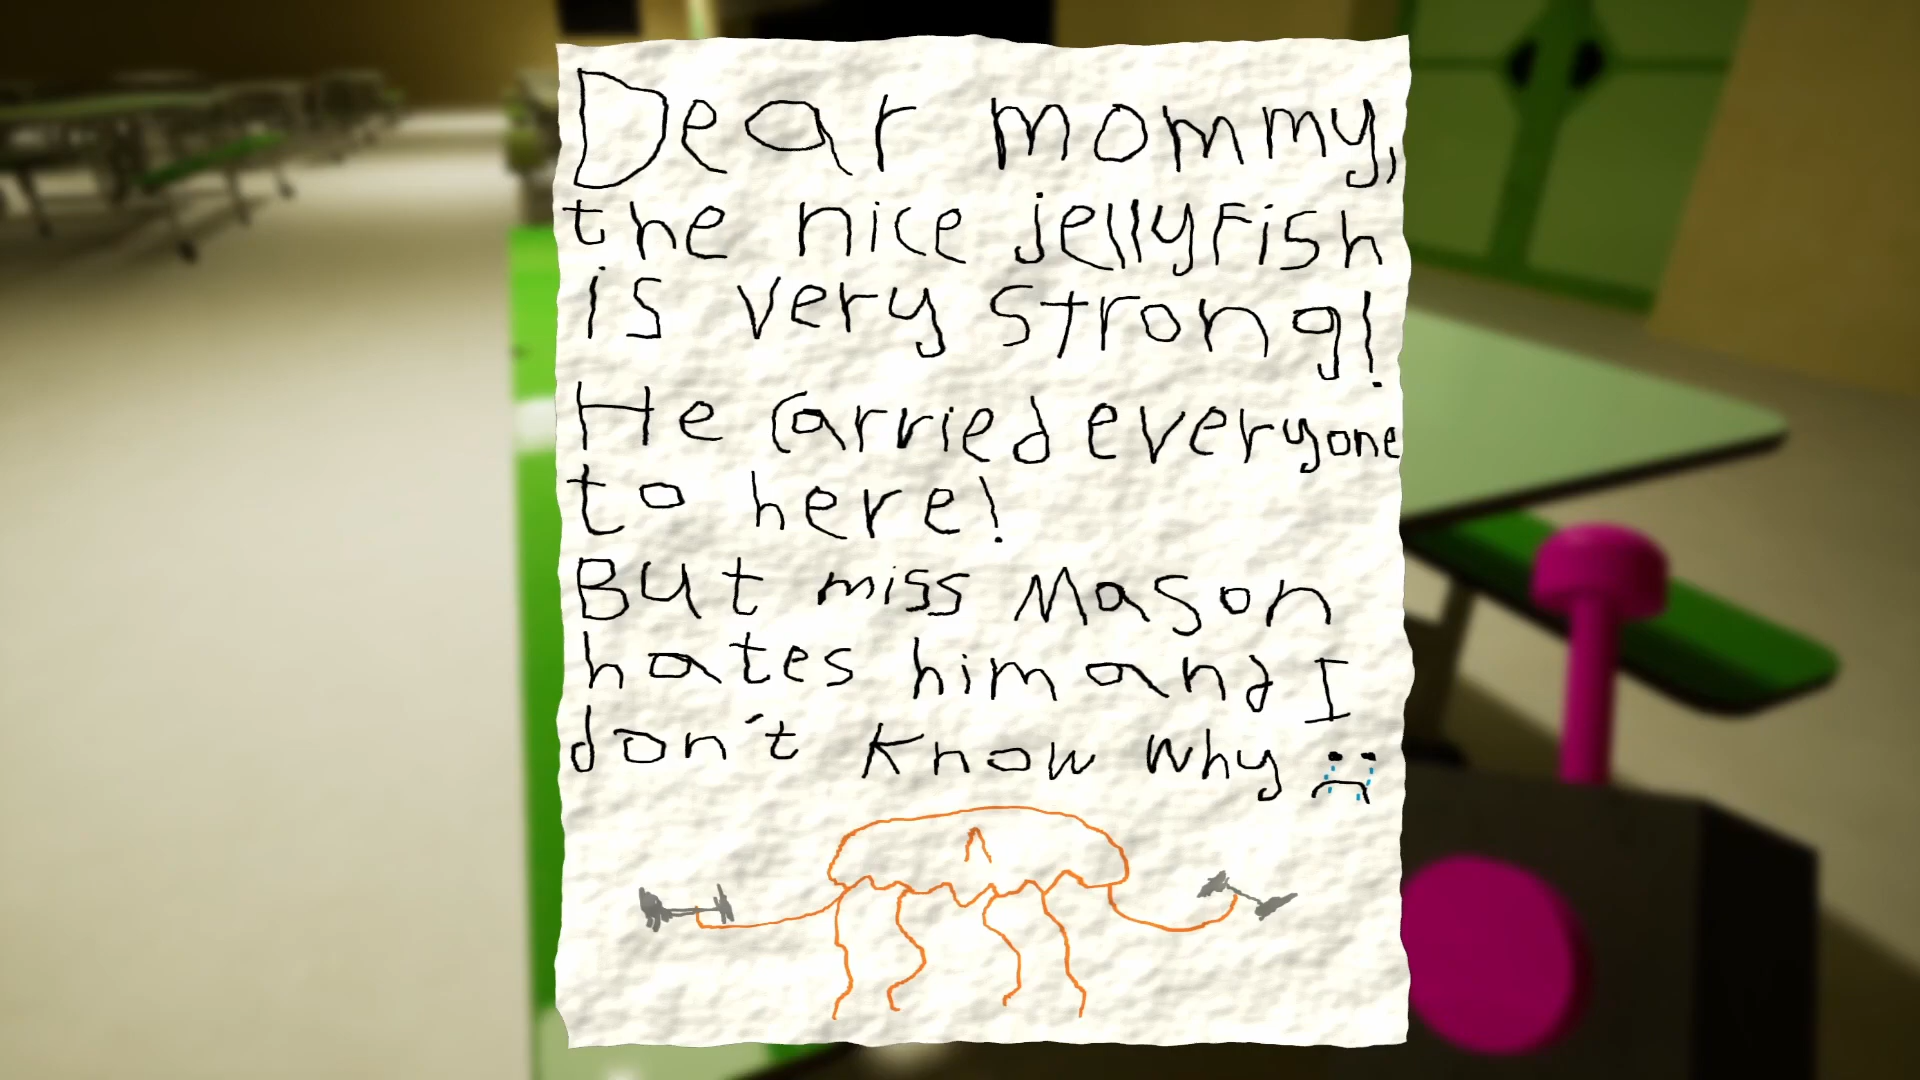 Dear mommy,
the nice jellyfish
is very strong!
He carried everyone
to here!
But miss Mason
hates him and I
don't know why